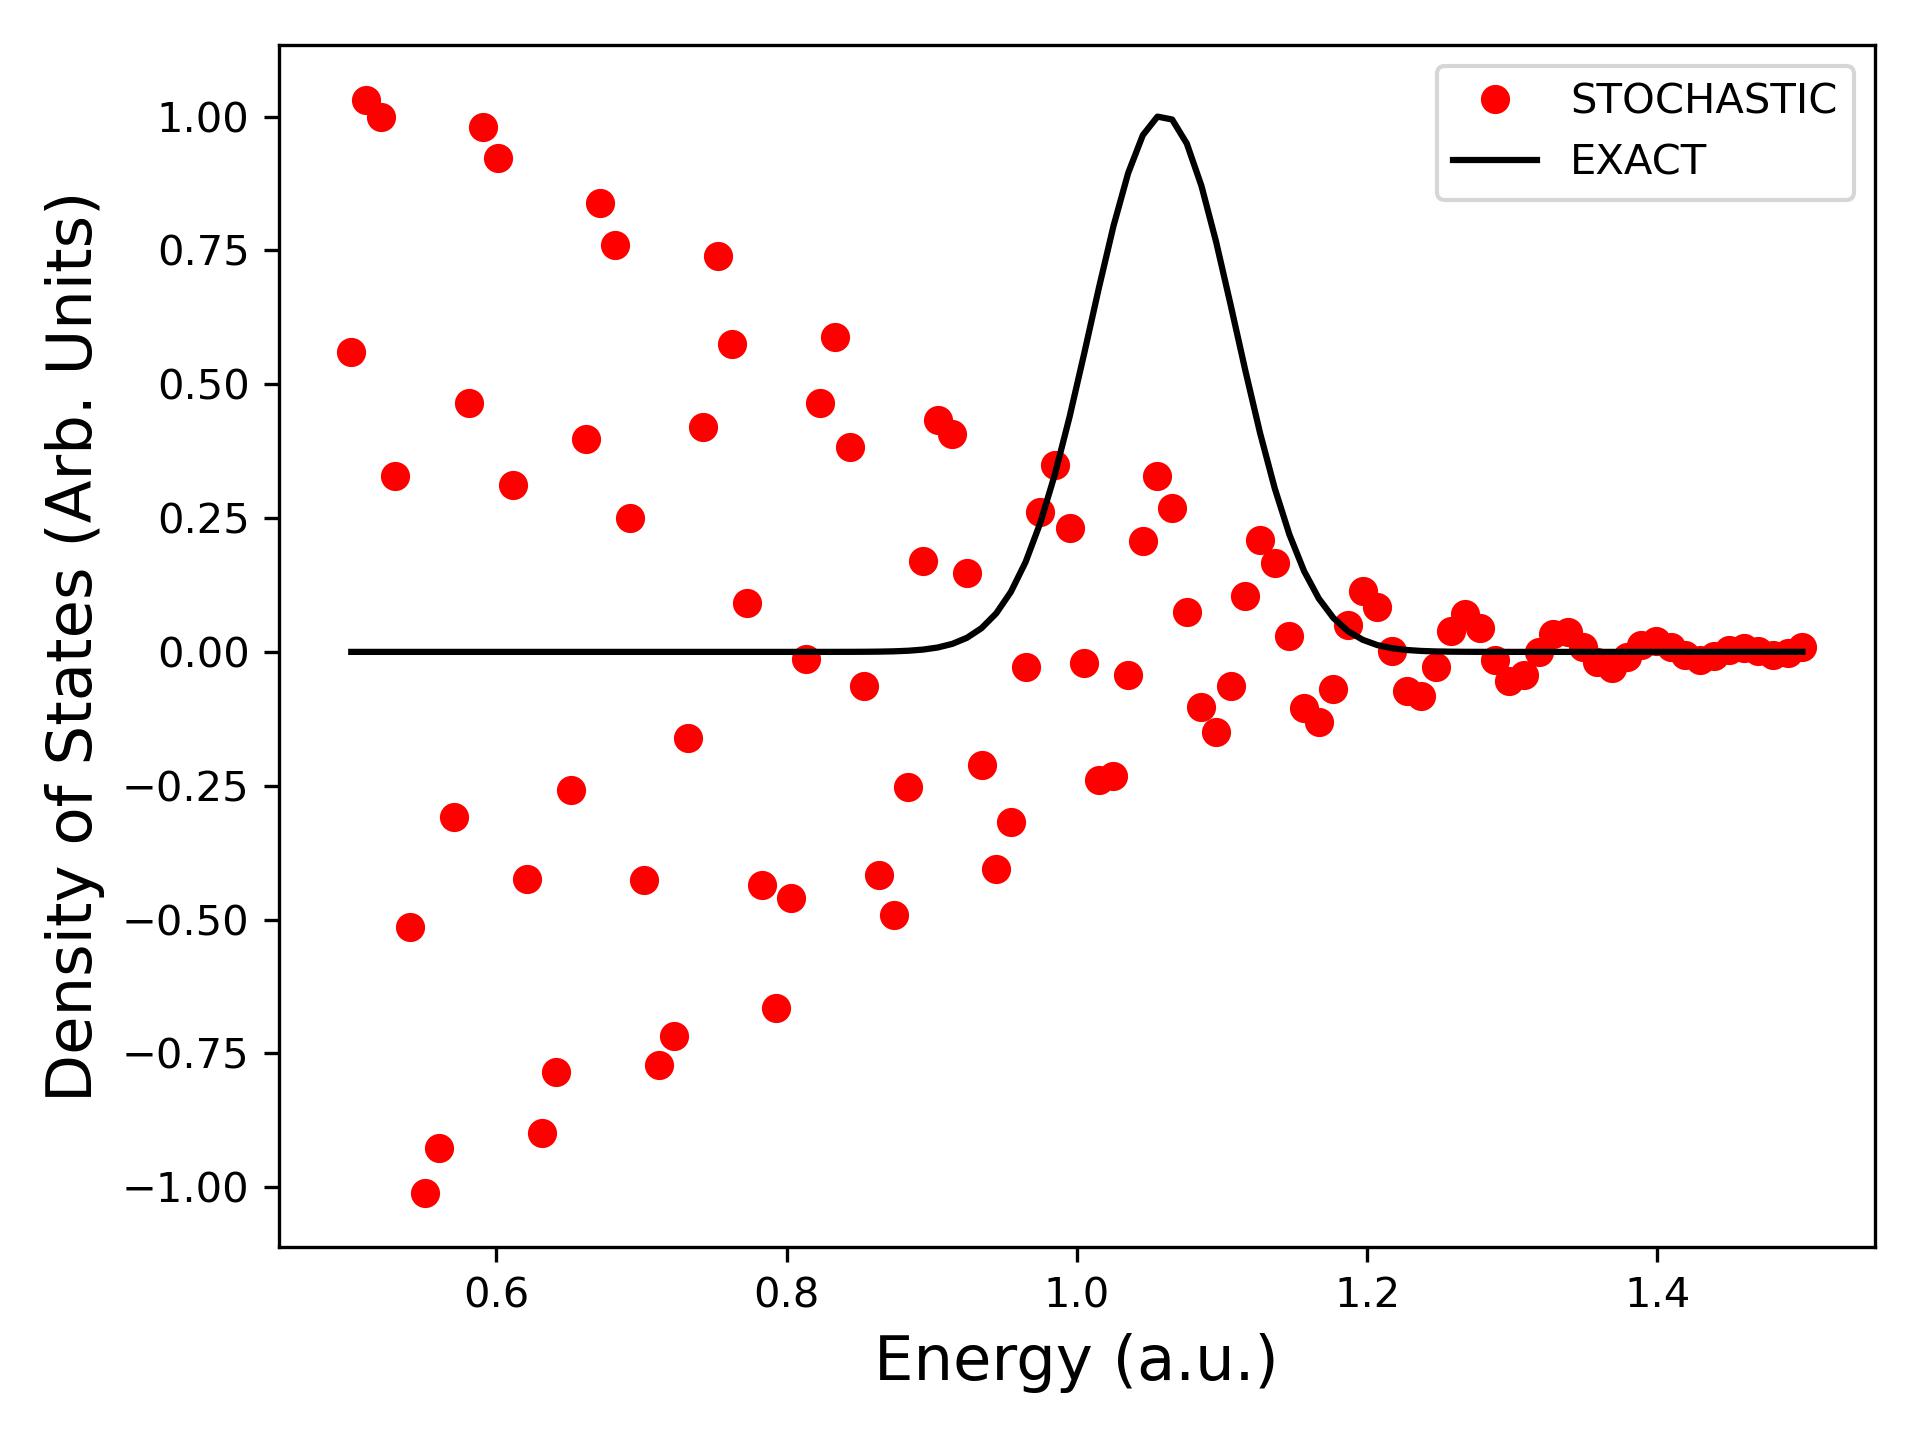 STOCHASTIC
EXACT
Density of States (Arb. Units)
1.00
0.75
0.50
0.25
0.00
−0.25
−0.50
−0.75
−1.00
0.6 0.8 1.0 1.2 1.4
Energy (a.u.)